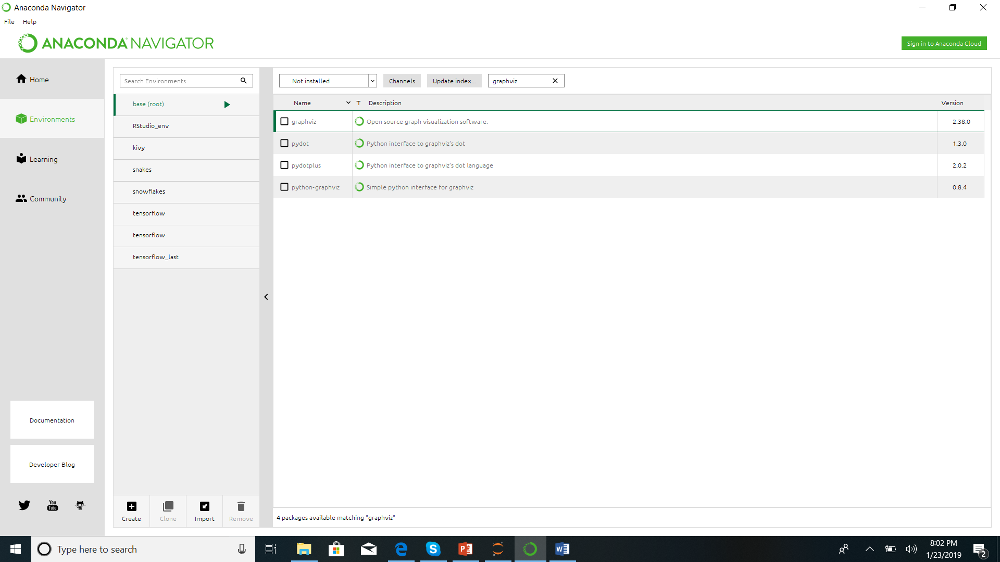 Anaconda Navigator
File Help
ANACONDA NAVIGATOR
Sign in to Anaconda Cloud
Home
Environments
Learning
Community
Documentation
Developer Blog
You
Tube
Search Environments
base (root)
RStudio_env
kivy
snakes
snowflakes
tensorflow
tensorflow
tensorflow_last
Create Clone Import Remove
Not installed Channels Update index... graphviz
Name T Description Version
graphviz Open source graph visualization software. 2.38.0
pydot Python interface to graphviz's dot 1.3.0
pydotplus Python interface to graphviz's dot language 2.0.2
python-graphviz Simple python interface for graphviz 0.8.4
4 packages available matching "graphviz"
Type here to search
8:02 PM
1/23/2019
2